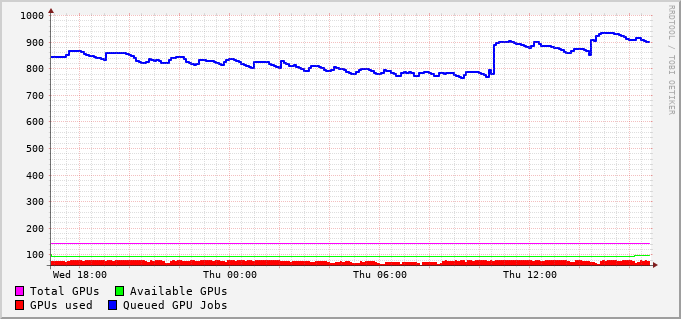 1000
900
800
700
600
500
400
300
200
100
Wed 18:00 Thu 00:00 Thu 06:00 Thu 12:00
Total GPUs Available GPUs
GPUs used Queued GPU Jobs
RRDTOOL / TOBI OETIKER